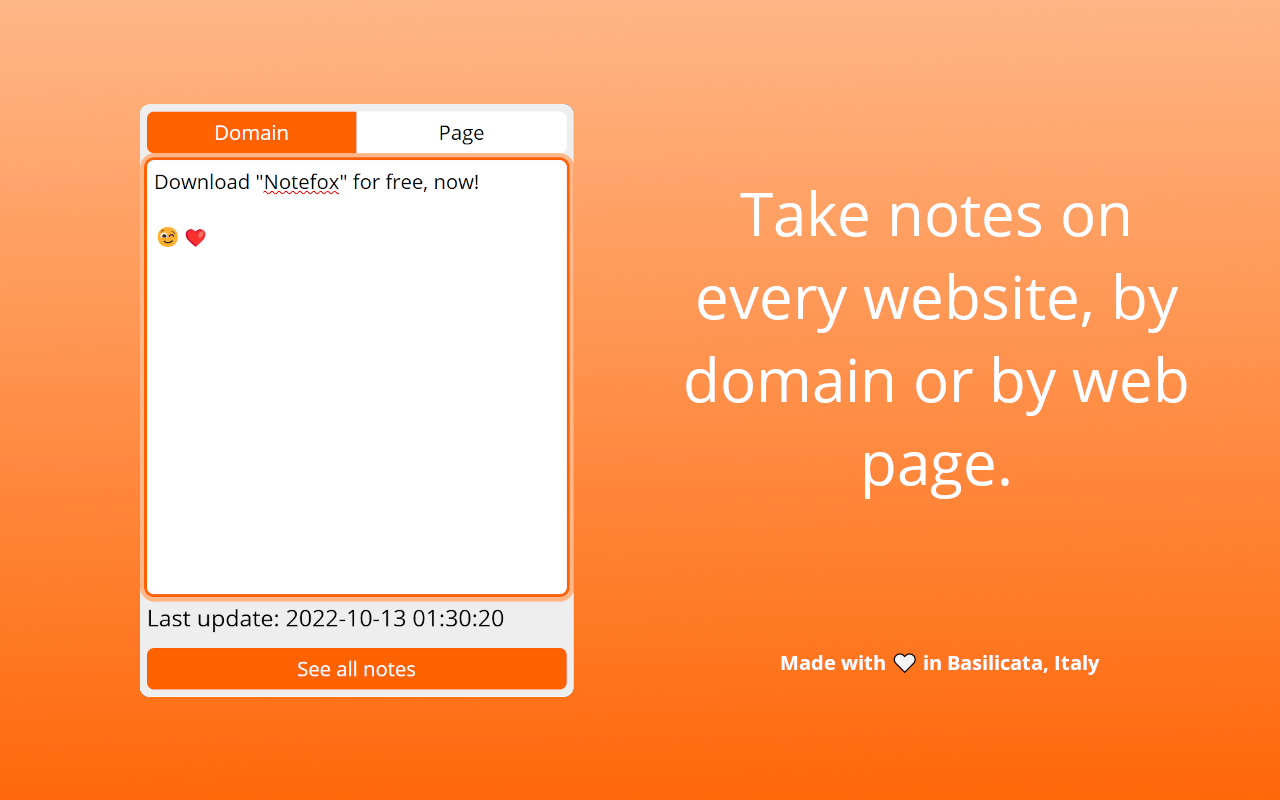 Domain
Page
Download "Notefox" for free, now!
😉 ❤️
Last update: 2022-10-13 01:30:20
See all notes
Take notes on
every website, by
domain or by web
page.
Made with 🤍 in Basilicata, Italy